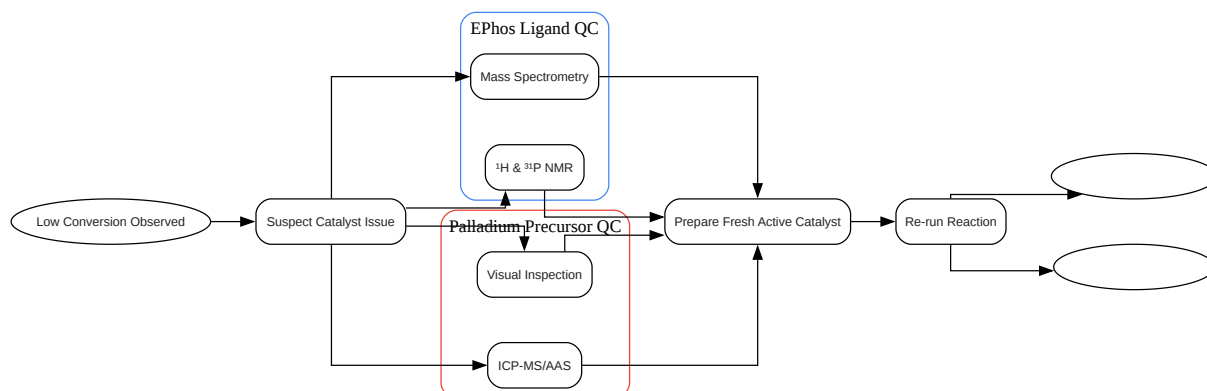 EPhos Ligand QC
Mass Spectrometry
¹H & ³¹P NMR
Low Conversion Observed
Suspect Catalyst Issue
Palladium Precursor QC
Visual Inspection
ICP-MS/AAS
Prepare Fresh Active Catalyst
Re-run Reaction